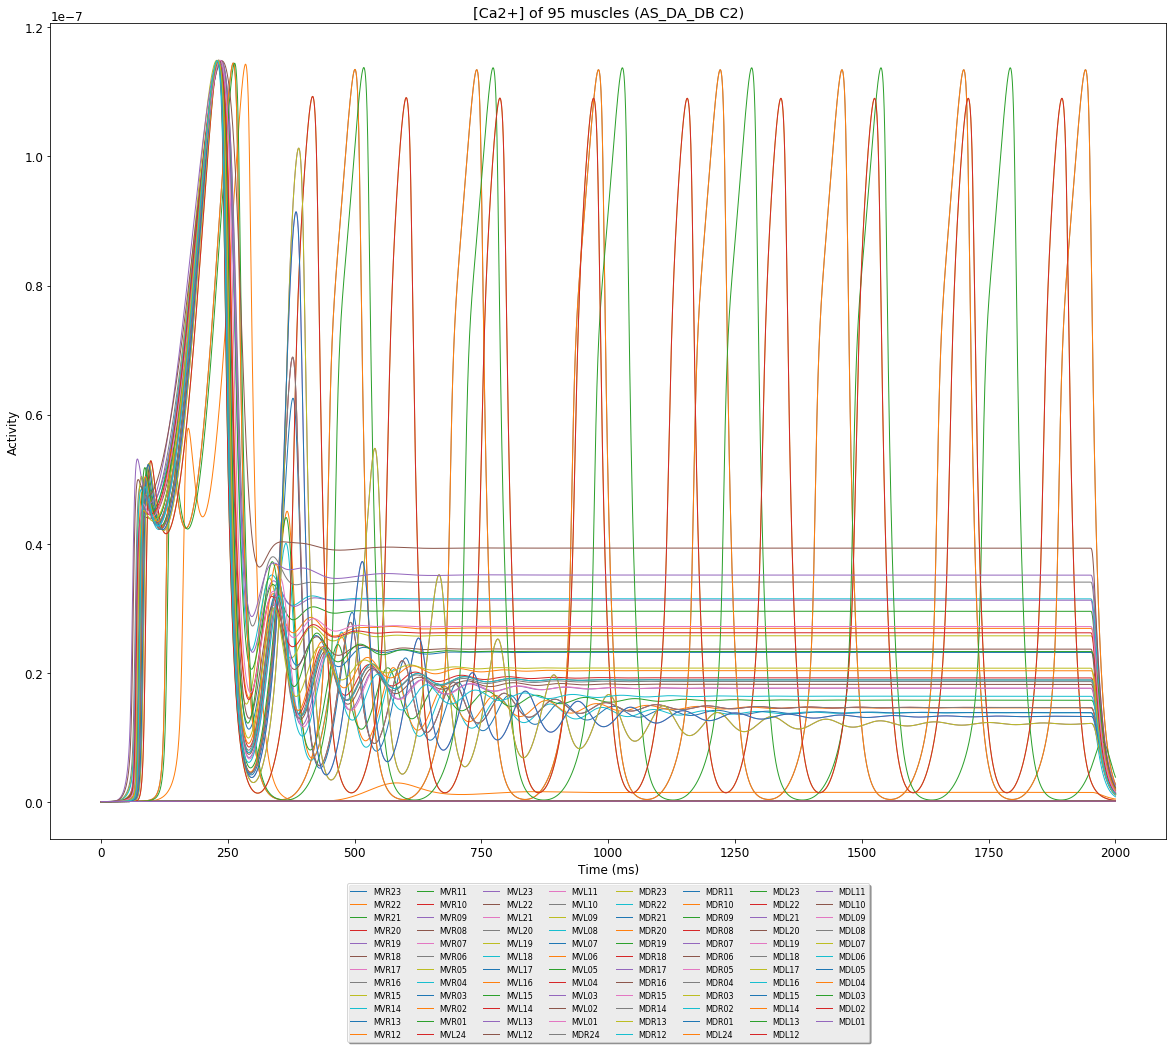 [Ca2+] of 95 muscles (AS_DA_DB C2)
1e−7
1.2
1.0
0.8
0.6
0.4
0.2
0.0
Activity
0 250 500 750 1000 1250 1500 1750 2000
Time (ms)
MVR23 MVR11 MVL23 MVL11 MDR23 MDR11 MDL23 MDL11
MVR22 MVR10 MVL22 MVL10 MDR22 MDR10 MDL22 MDL10
MVR21 MVR09 MVL21 MVL09 MDR21 MDR09 MDL21 MDL09
MVR20 MVR08 MVL20 MVL08 MDR20 MDR08 MDL20 MDL08
MVR19 MVR07 MVL19 MVL07 MDR19 MDR07 MDL19 MDL07
MVR18 MVR06 MVL18 MVL06 MDR18 MDR06 MDL18 MDL06
MVR17 MVR05 MVL17 MVL05 MDR17 MDR05 MDL17 MDL05
MVR16 MVR04 MVL16 MVL04 MDR16 MDR04 MDL16 MDL04
MVR15 MVR03 MVL15 MVL03 MDR15 MDR03 MDL15 MDL03
MVR14 MVR02 MVL14 MVL02 MDR14 MDR02 MDL14 MDL02
MVR13 MVR01 MVL13 MVL01 MDR13 MDR01 MDL13 MDL01
MVR12 MVL24 MVL12 MDR24 MDR12 MDL24 MDL12